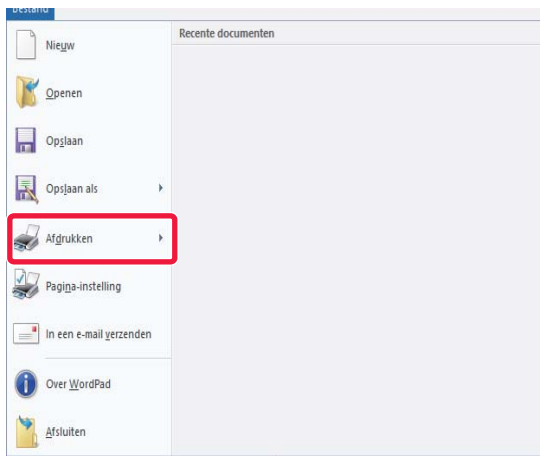 Bestand
Recente documenten
Nieuw
Openen
Opslaan
Opslaan als
Afdrukken
Pagina-instelling
In een e-mail verzenden
Over WordPad
Afsluiten